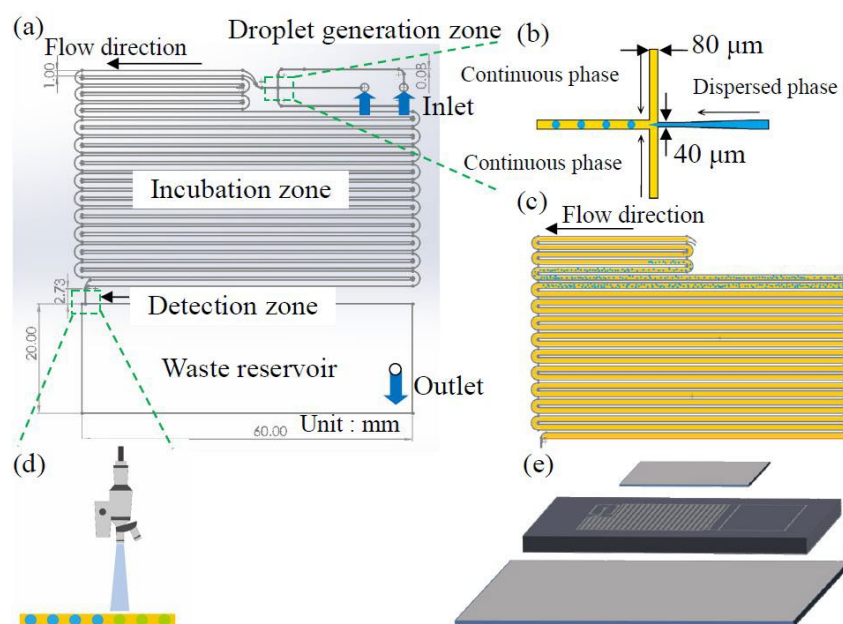 (a)
Flow direction
Droplet generation zone
1.00
0.08
Inlet
Incubation zone
2.73
Detection zone
20.00
Waste reservoir
Outlet
Unit : mm
60.00
(b)
80 μm
Continuous phase
Dispersed phase
Continuous phase
40 μm
(c)
Flow direction
(d)
(e)